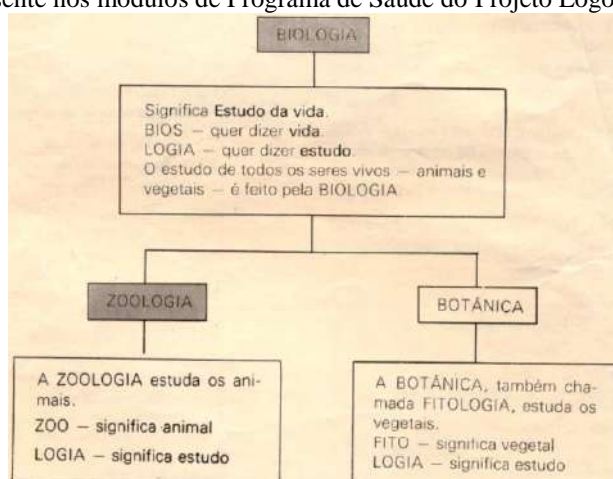 nos módulos de Programa de Saúde do Projeto
BIOLOGIA
Significa Estudo da vida.
BIOS — quer dizer vida.
LOGIA — quer dizer estudo.
O estudo de todos os seres vivos — animais e
vegetais — é feito pela BIOLOGIA.
ZOOLOGIA
BOTÂNICA
A ZOOLOGIA estuda os ani-
mais.
ZOO — significa animal
LOGIA — significa estudo
A BOTÂNICA, também cha-
mada FITOLOGIA, estuda os
vegetais.
FITO — significa vegetal
LOGIA — significa estudo